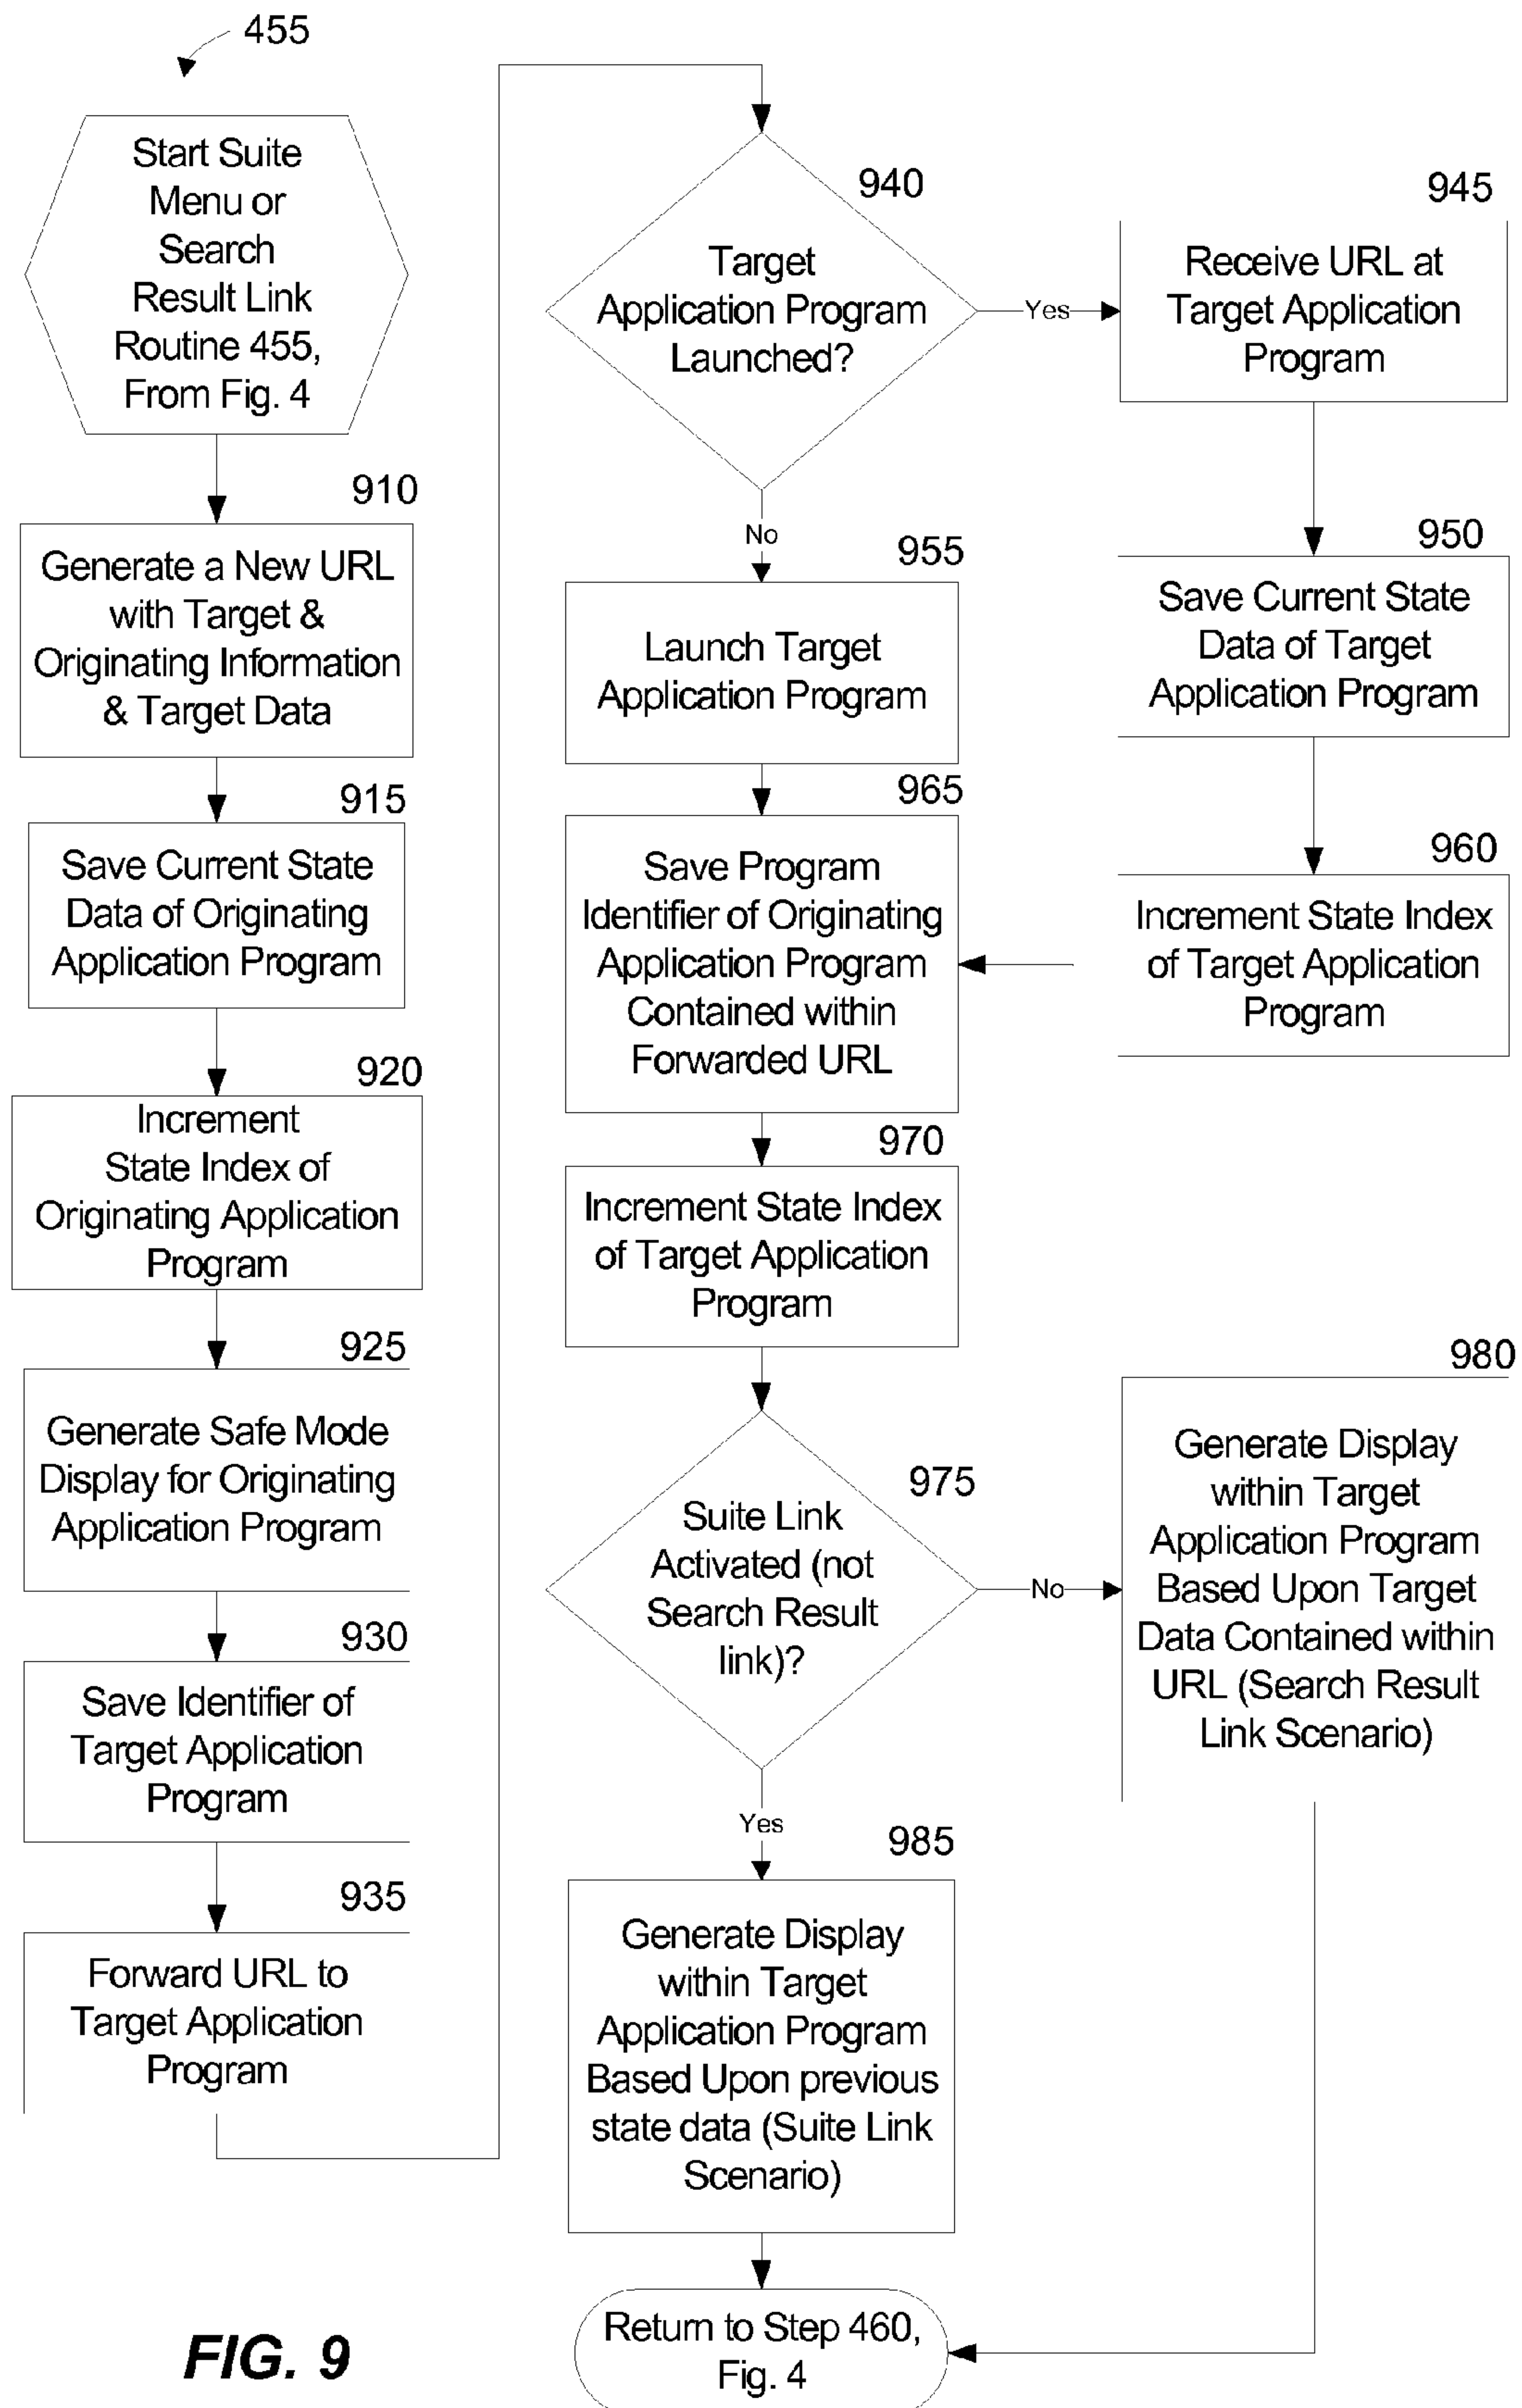 455
Start Suite
Menu or
Search
Result Link
Routine 455,
From Fig. 4
910
Generate a New URL
with Target &
Originating Information
& Target Data
915
Save Current State
Data of Originating
Application Program
920
Increment
State Index of
Originating Application
Program
925
Generate Safe Mode
Display for Originating
Application Program
930
Save Identifier of
Target Application
Program
935
Forward URL to
Target Application
Program
940
Target
Application Program
Launched?
Yes
945
Receive URL at
Target Application
Program
950
Save Current State
Data of Target
Application Program
960
Increment State Index
of Target Application
Program
No
955
Launch Target
Application Program
965
Save Program
Identifier of Originating
Application Program
Contained within
Forwarded URL
970
Increment State Index
of Target Application
Program
975
Suite Link
Activated (not
Search Result
link)?
No
980
Generate Display
within Target
Application Program
Based Upon Target
Data Contained within
URL (Search Result
Link Scenario)
Yes
985
Generate Display
within Target
Application Program
Based Upon previous
state data (Suite Link
Scenario)
Return to Step 460,
Fig. 4
FIG. 9